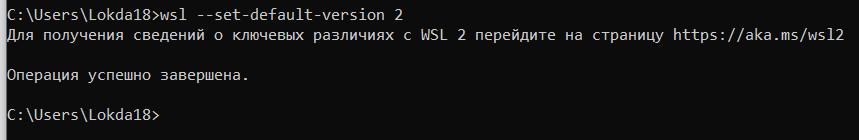 C:\Users\Lokda18>wsl --set-default-version 2
Для получения сведений о ключевых различиях с WSL 2 перейдите на страницу https://aka.ms/wsl2
Операция успешно завершена.
C:\Users\Lokda18>